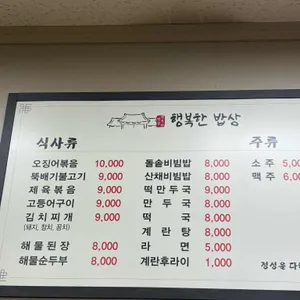 행복한 밥상
식사류
오징어볶음 10,000
뚝배기불고기 9,000
제육볶음 9,000
고등어구이 9,000
김치찌개 9,000
(돼지, 참치, 꽁치)
해물된장 8,000
해물순두부 8,000
돌솥비빔밥 8,000
산채비빔밥 8,000
떡만두국 8,000
만두국 8,000
떡국 8,000
계란탕 8,000
라면 5,000
계란후라이 1,000
주류
소주 5,00
맥주 6,00
정성을 다